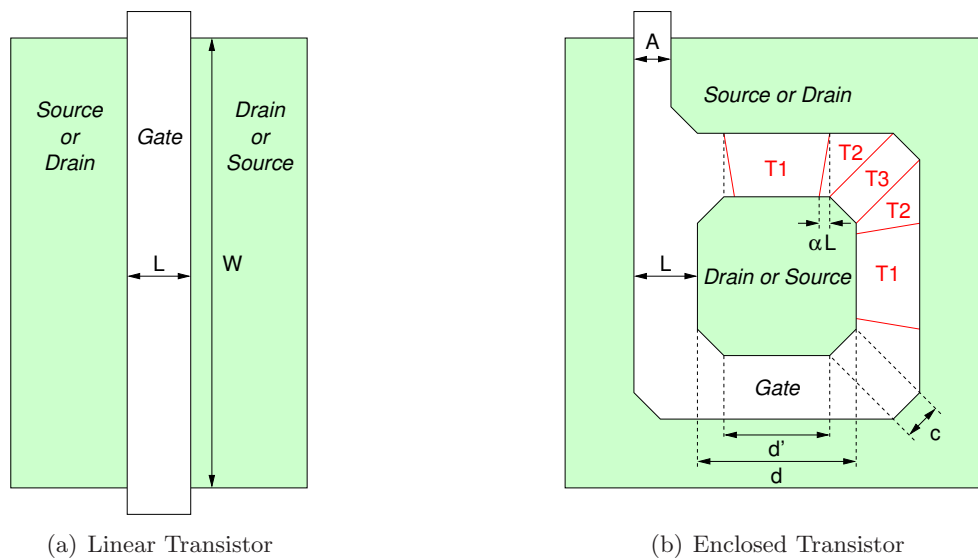 Source
or
Drain
Gate
Drain
or
Source
L
W
(a) Linear Transistor
A
Source or Drain
T1
T2
T3
T2
αL
L
Drain or Source
T1
Gate
c
d'
d
(b) Enclosed Transistor